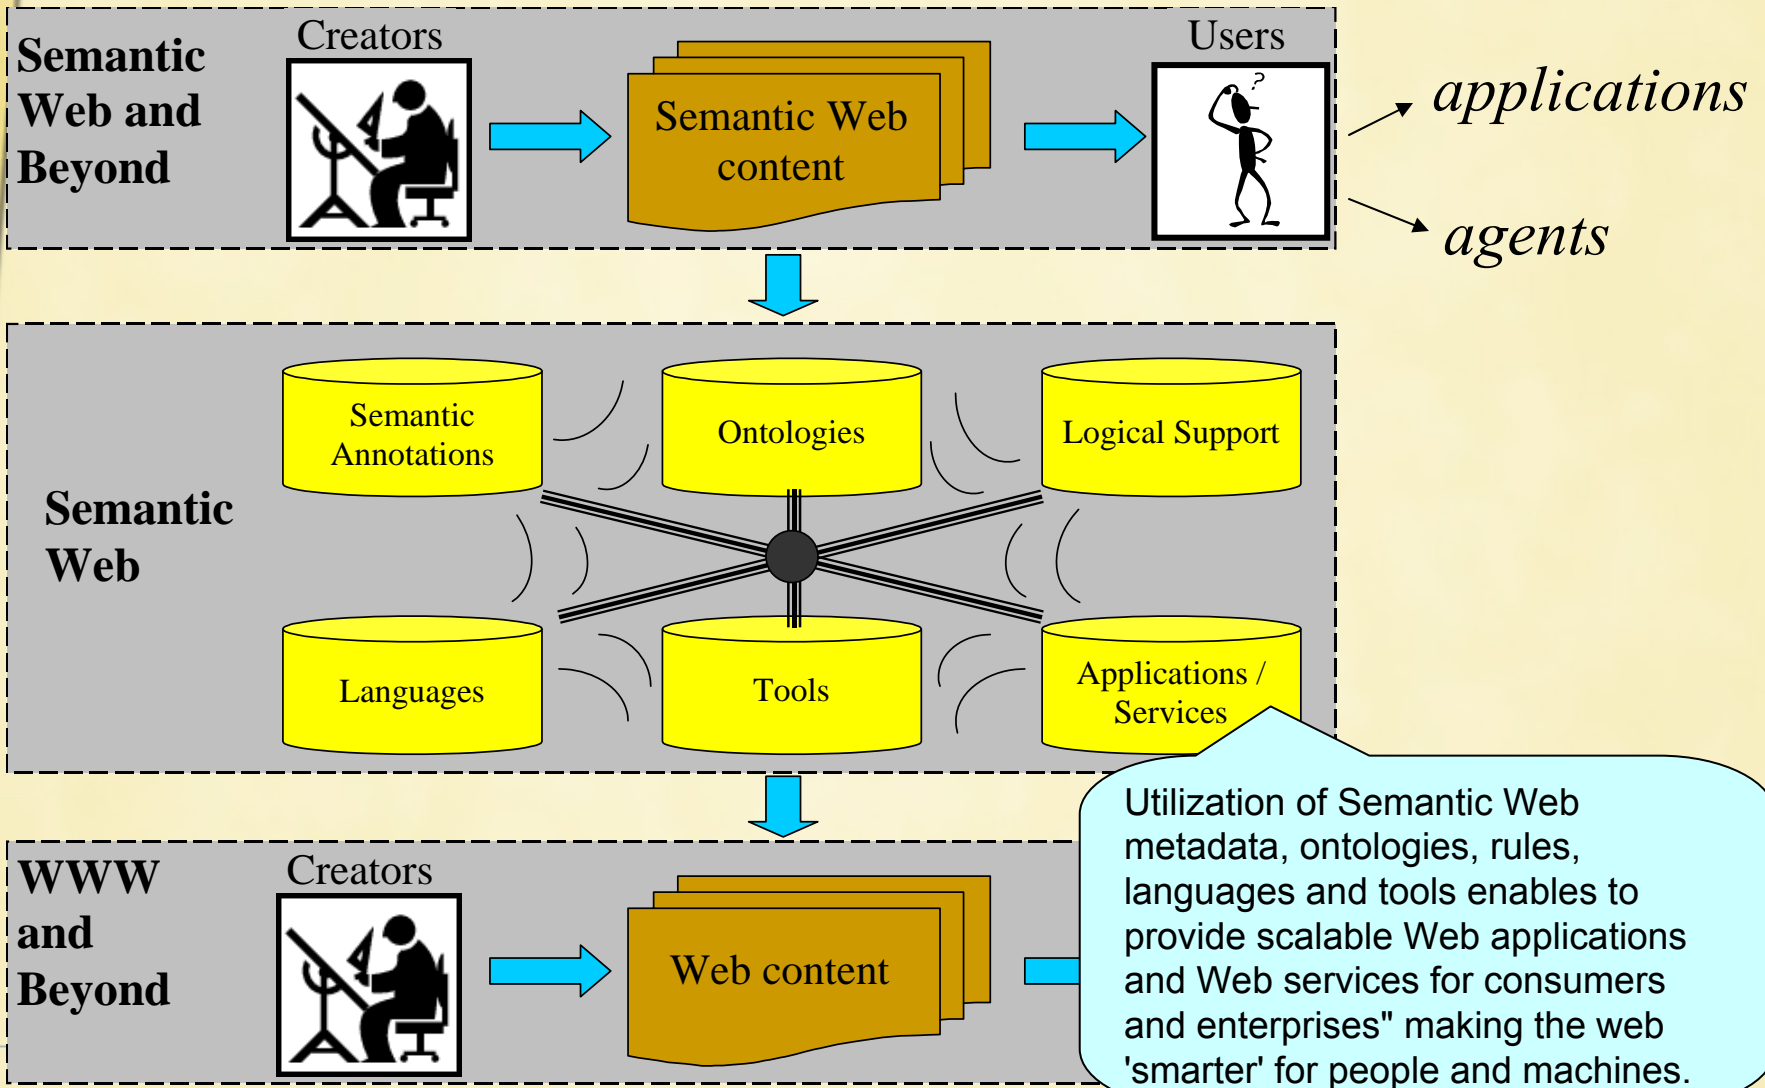 Semantic
Web and
Beyond
Creators
Semantic Web
content
Users
?
applications
agents
Semantic
Web
Semantic
Annotations
Ontologies
Logical Support
Languages
Tools
Applications /
Services
WWW
and
Beyond
Creators
Web content
Utilization of Semantic Web
metadata, ontologies, rules,
languages and tools enables to
provide scalable Web applications
and Web services for consumers
and enterprises" making the web
'smarter' for people and machines.